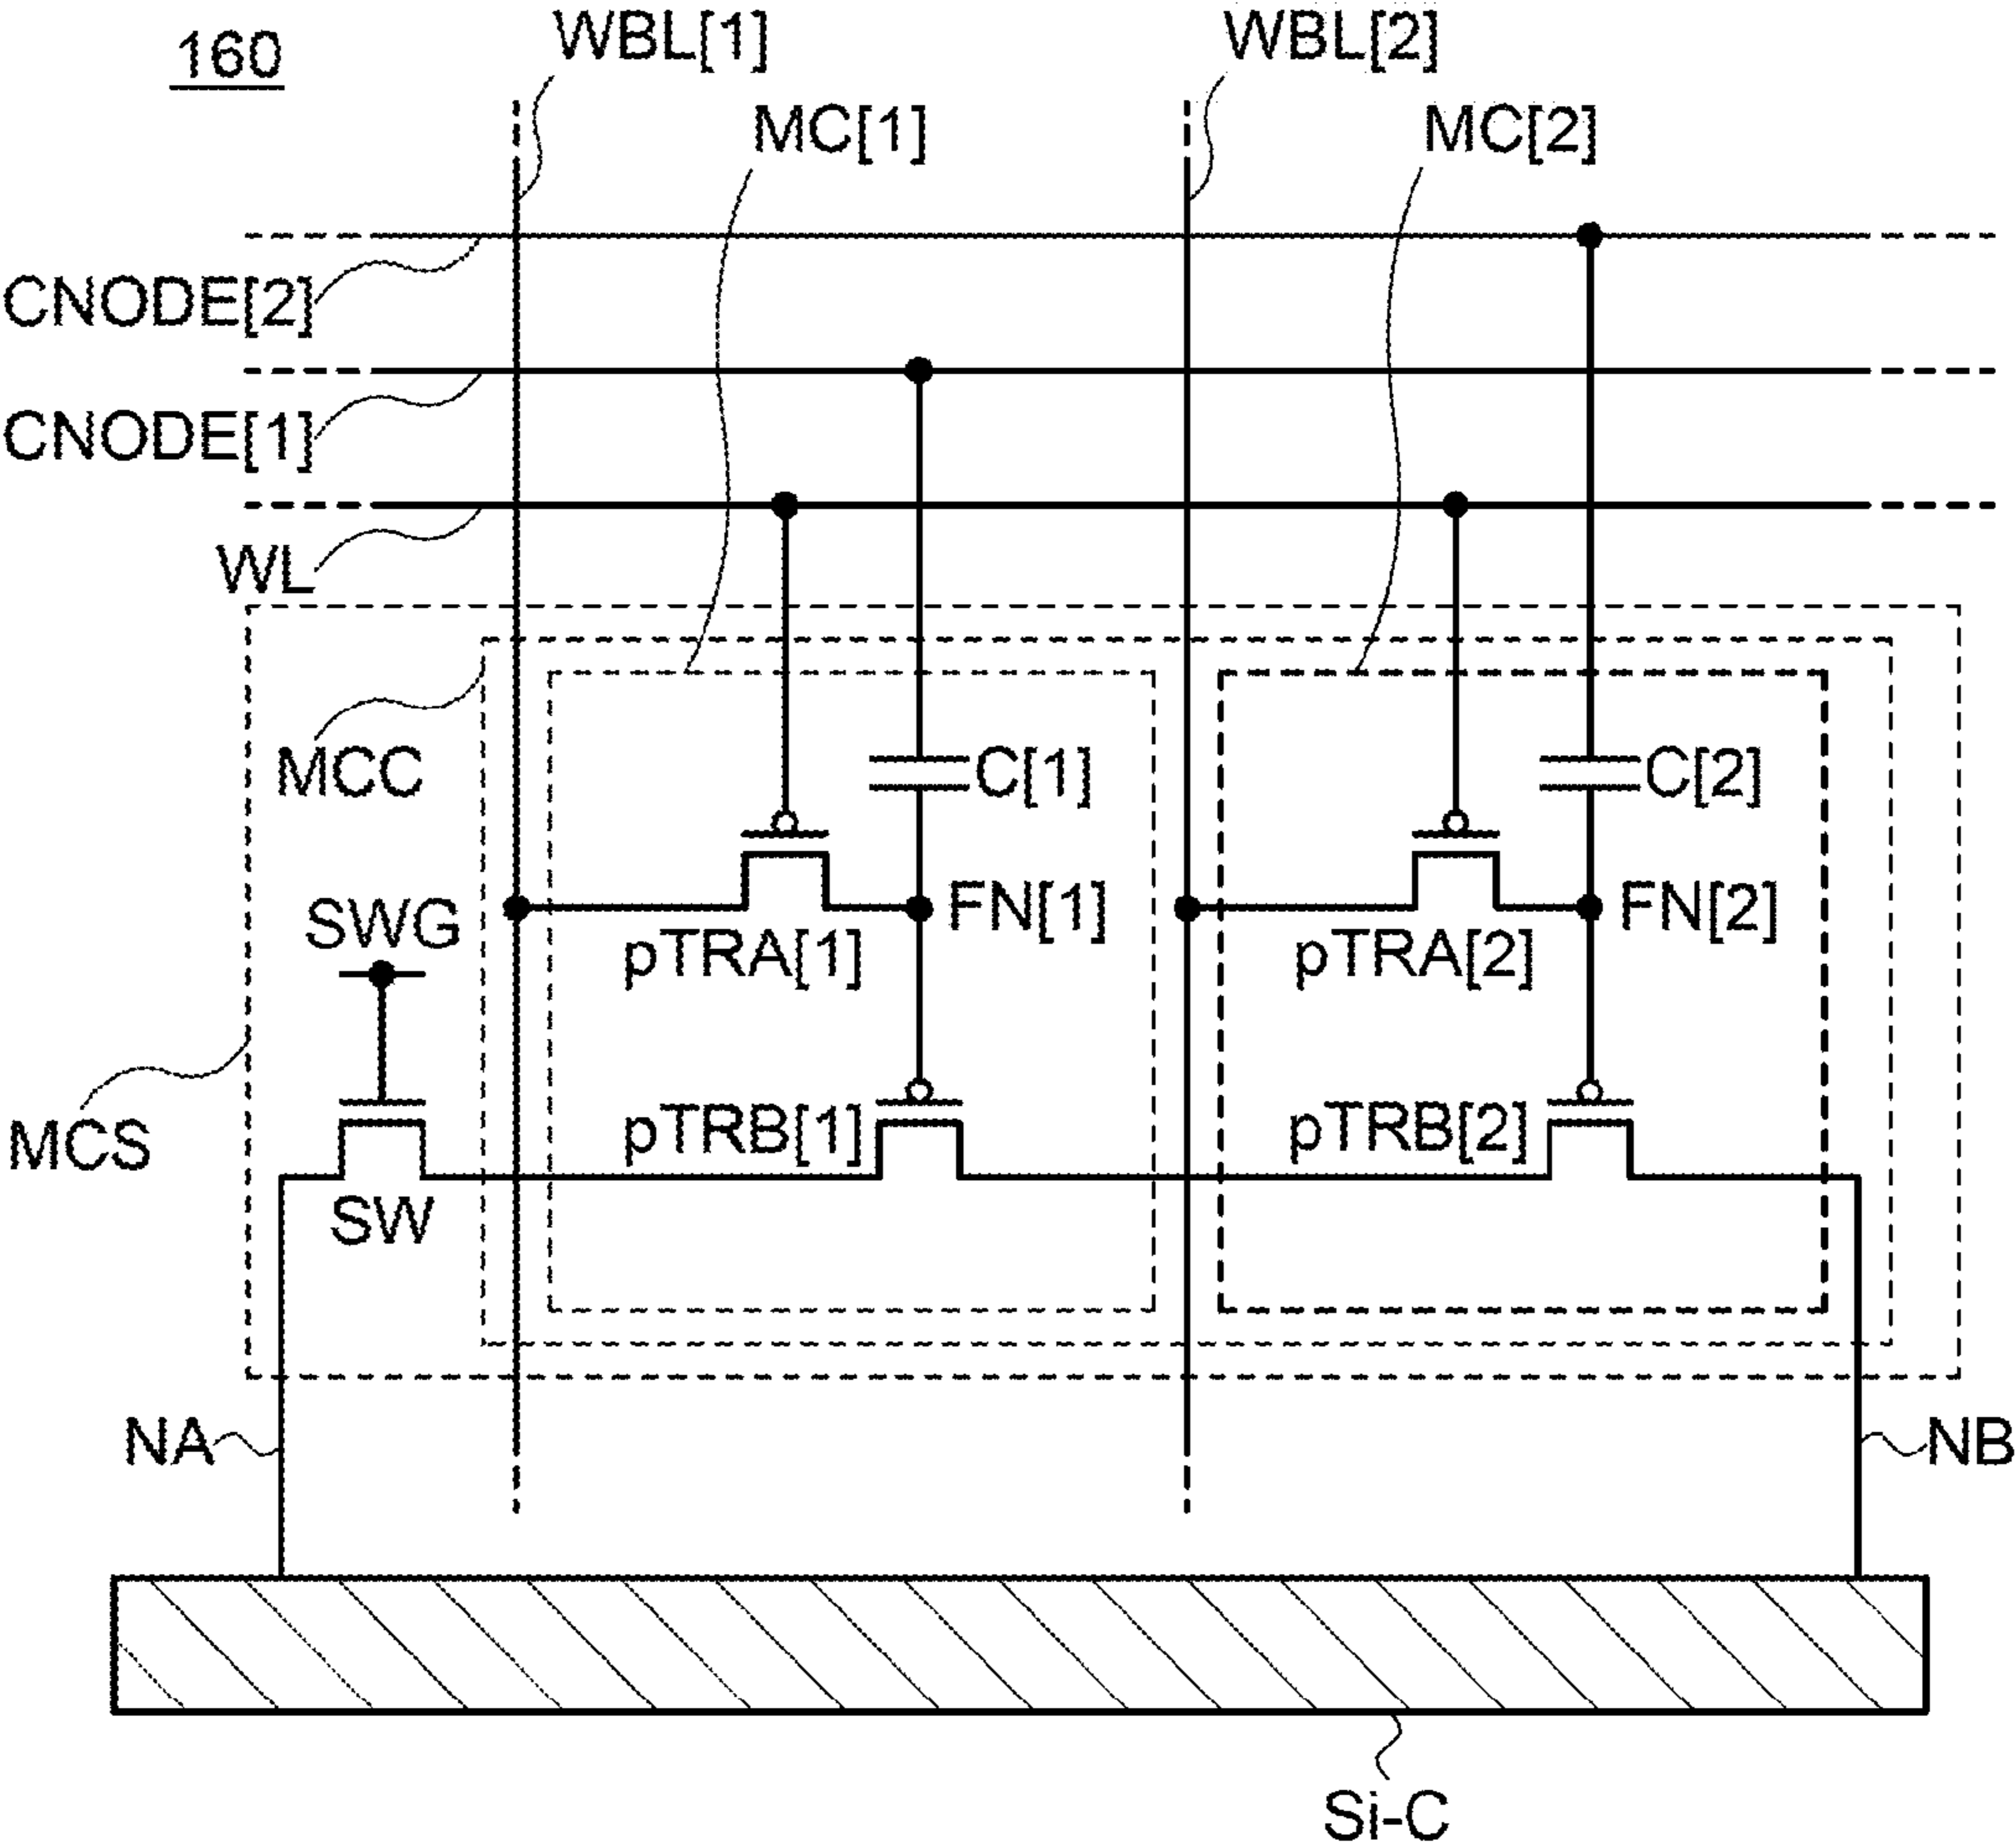 160
WBL[1]
WBL[2]
MC[1]
MC[2]
CNODE[2]
CNODE[1]
WL
MCC
C[1]
C[2]
SWG
FN[1]
FN[2]
pTRA[1]
pTRA[2]
MCS
pTRB[1]
pTRB[2]
SW
NA
NB
Si-C